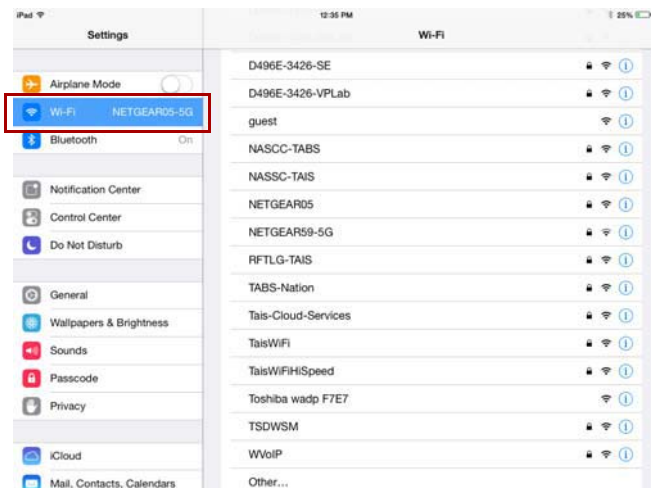 iPad 12:35 PM 25%
Settings
Wi-Fi
Airplane Mode
Wi-Fi NETGEAR05-5G
Bluetooth On
Notification Center
Control Center
Do Not Disturb
General
Wallpapers & Brightness
Sounds
Passcode
Privacy
iCloud
Mail, Contacts, Calendars
D496E-3426-SE
D496E-3426-VPLab
guest
NASCC-TABS
NASSC-TAIS
NETGEAR05
NETGEAR59-5G
RFTLG-TAIS
TABS-Nation
Tais-Cloud-Services
TaisWiFi
TaisWiFiHiSpeed
Toshiba wadp F7E7
TSDWSM
WVoIP
Other...